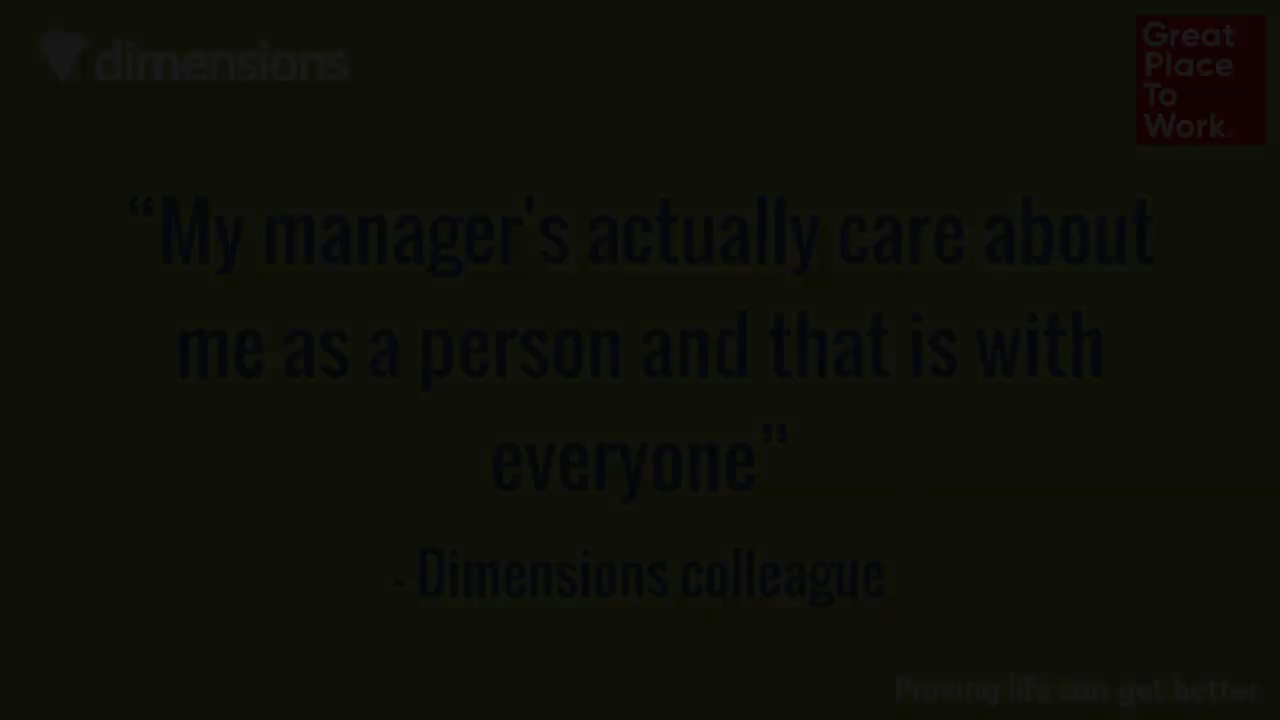 dimensions
Great
Place
To
Work.
“My manager's actually care about
me as a person and that is with
everyone”
- Dimensions colleague
Proving life can get better